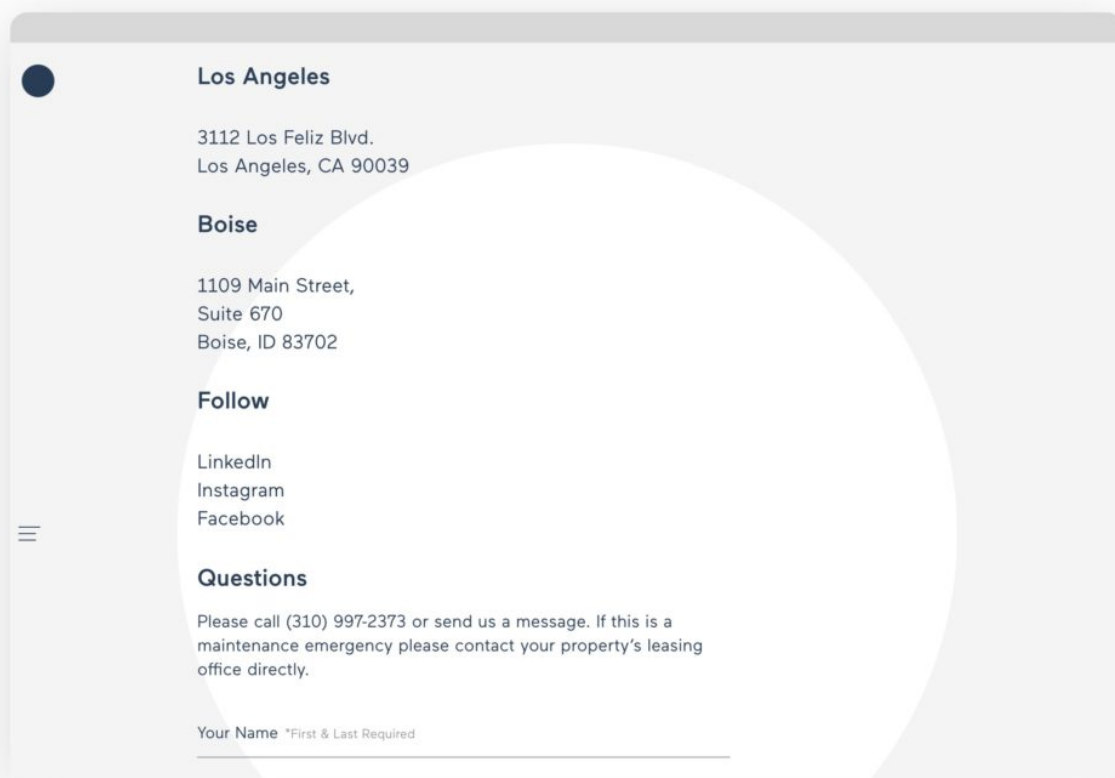 Los Angeles
3112 Los Feliz Blvd.
Los Angeles, CA 90039
Boise
1109 Main Street,
Suite 670
Boise, ID 83702
Follow
LinkedIn
Instagram
Facebook
Questions
Please call (310) 997-2373 or send us a message. If this is a
maintenance emergency please contact your property’s leasing
office directly.
Your Name *First & Last Required